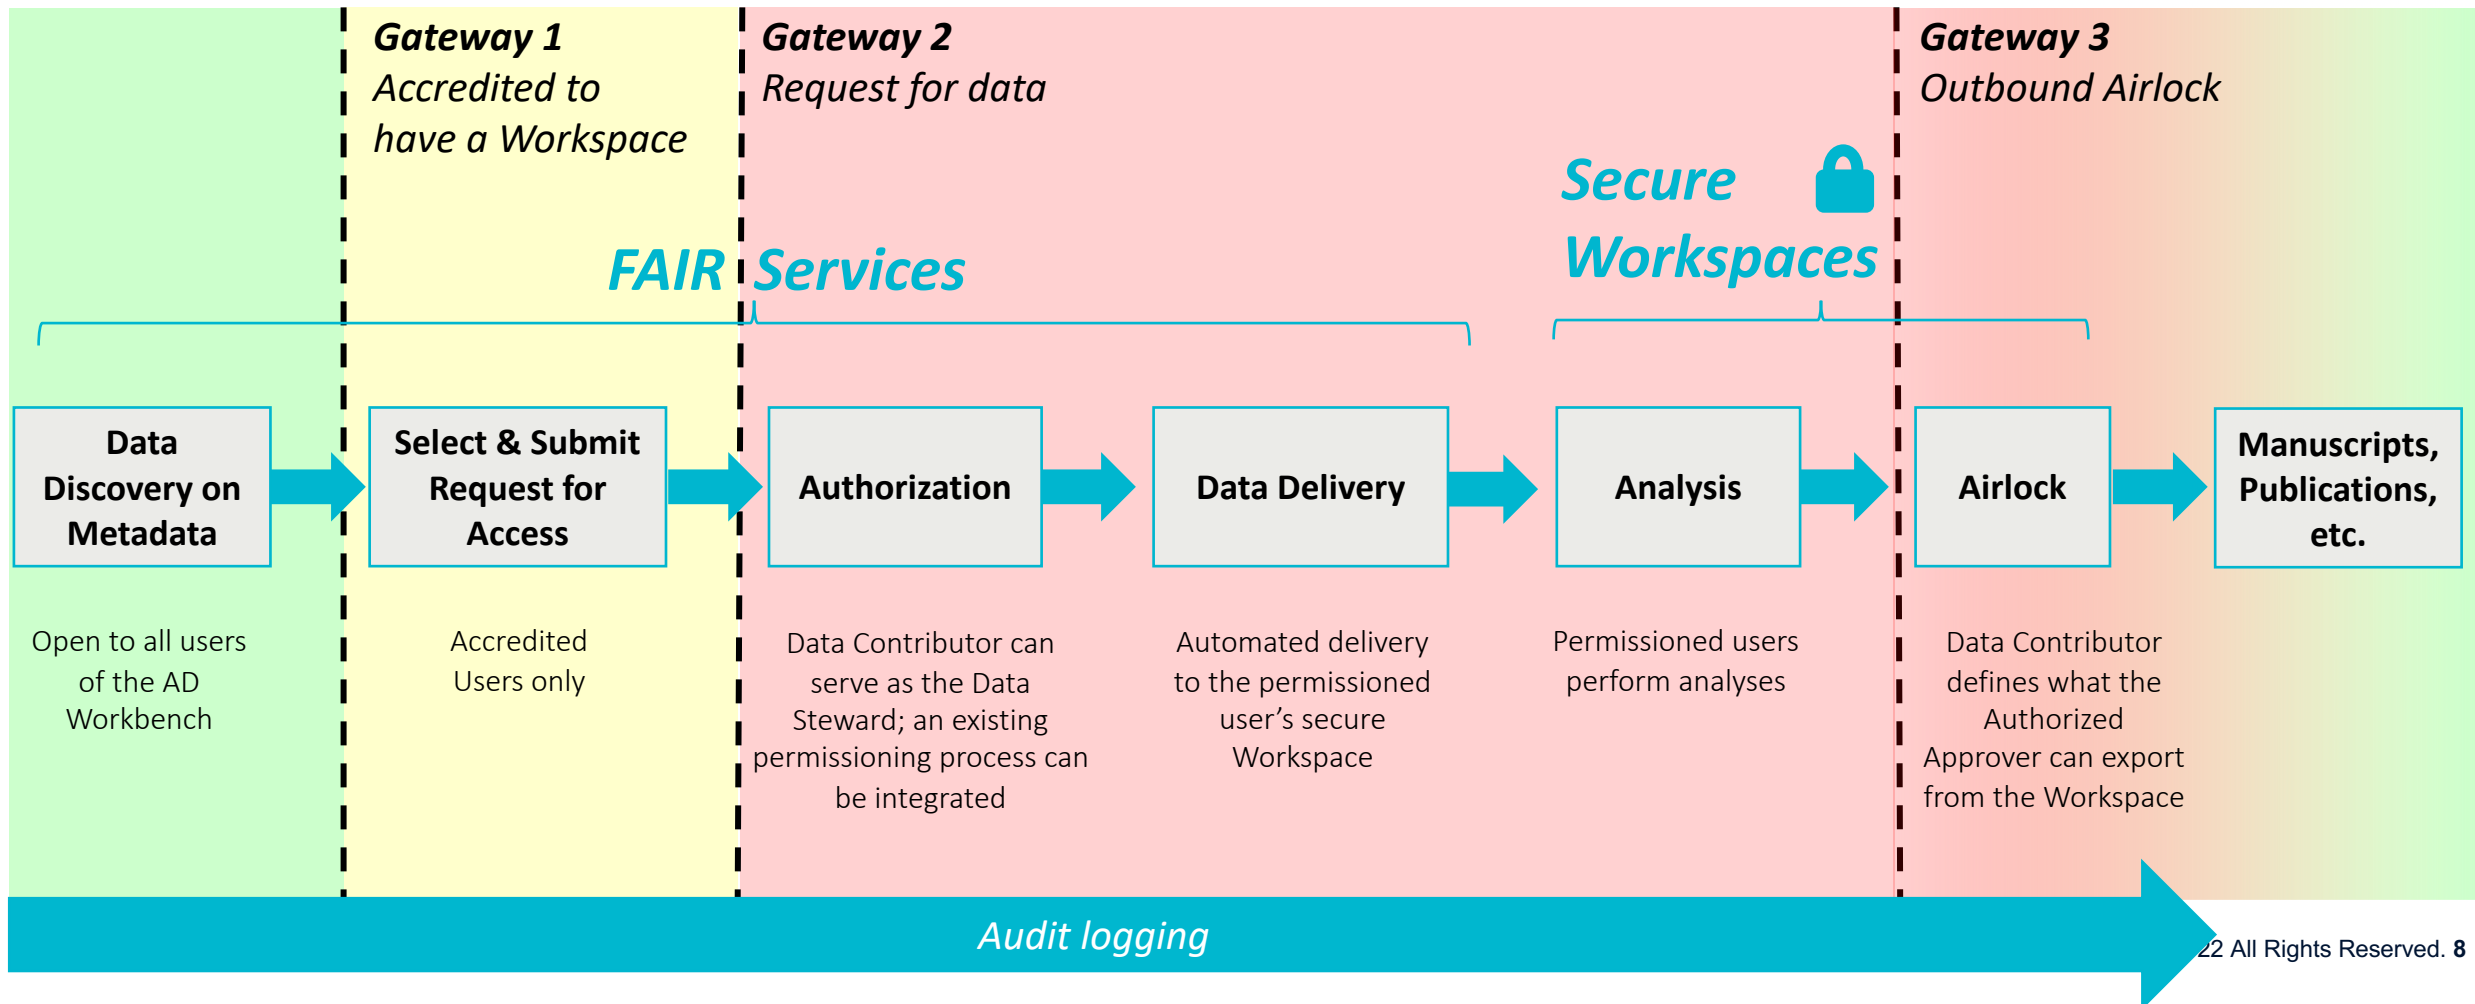 Gateway 1
Accredited to
have a Workspace
Gateway 2
Request for data
Gateway 3
Outbound Airlock
FAIR Services
Secure
Workspaces
Data
Discovery on
Metadata
Select & Submit
Request for
Access
Authorization
Data Delivery
Analysis
Airlock
Manuscripts,
Publications,
etc.
Open to all users
of the AD
Workbench
Accredited
Users only
Data Contributor can
serve as the Data
Steward; an existing
permissioning process can
be integrated
Automated delivery
to the permissioned
user’s secure
Workspace
Permissioned users
perform analyses
Data Contributor
defines what the
Authorized
Approver can export
from the Workspace
Audit logging
22 All Rights Reserved. 8